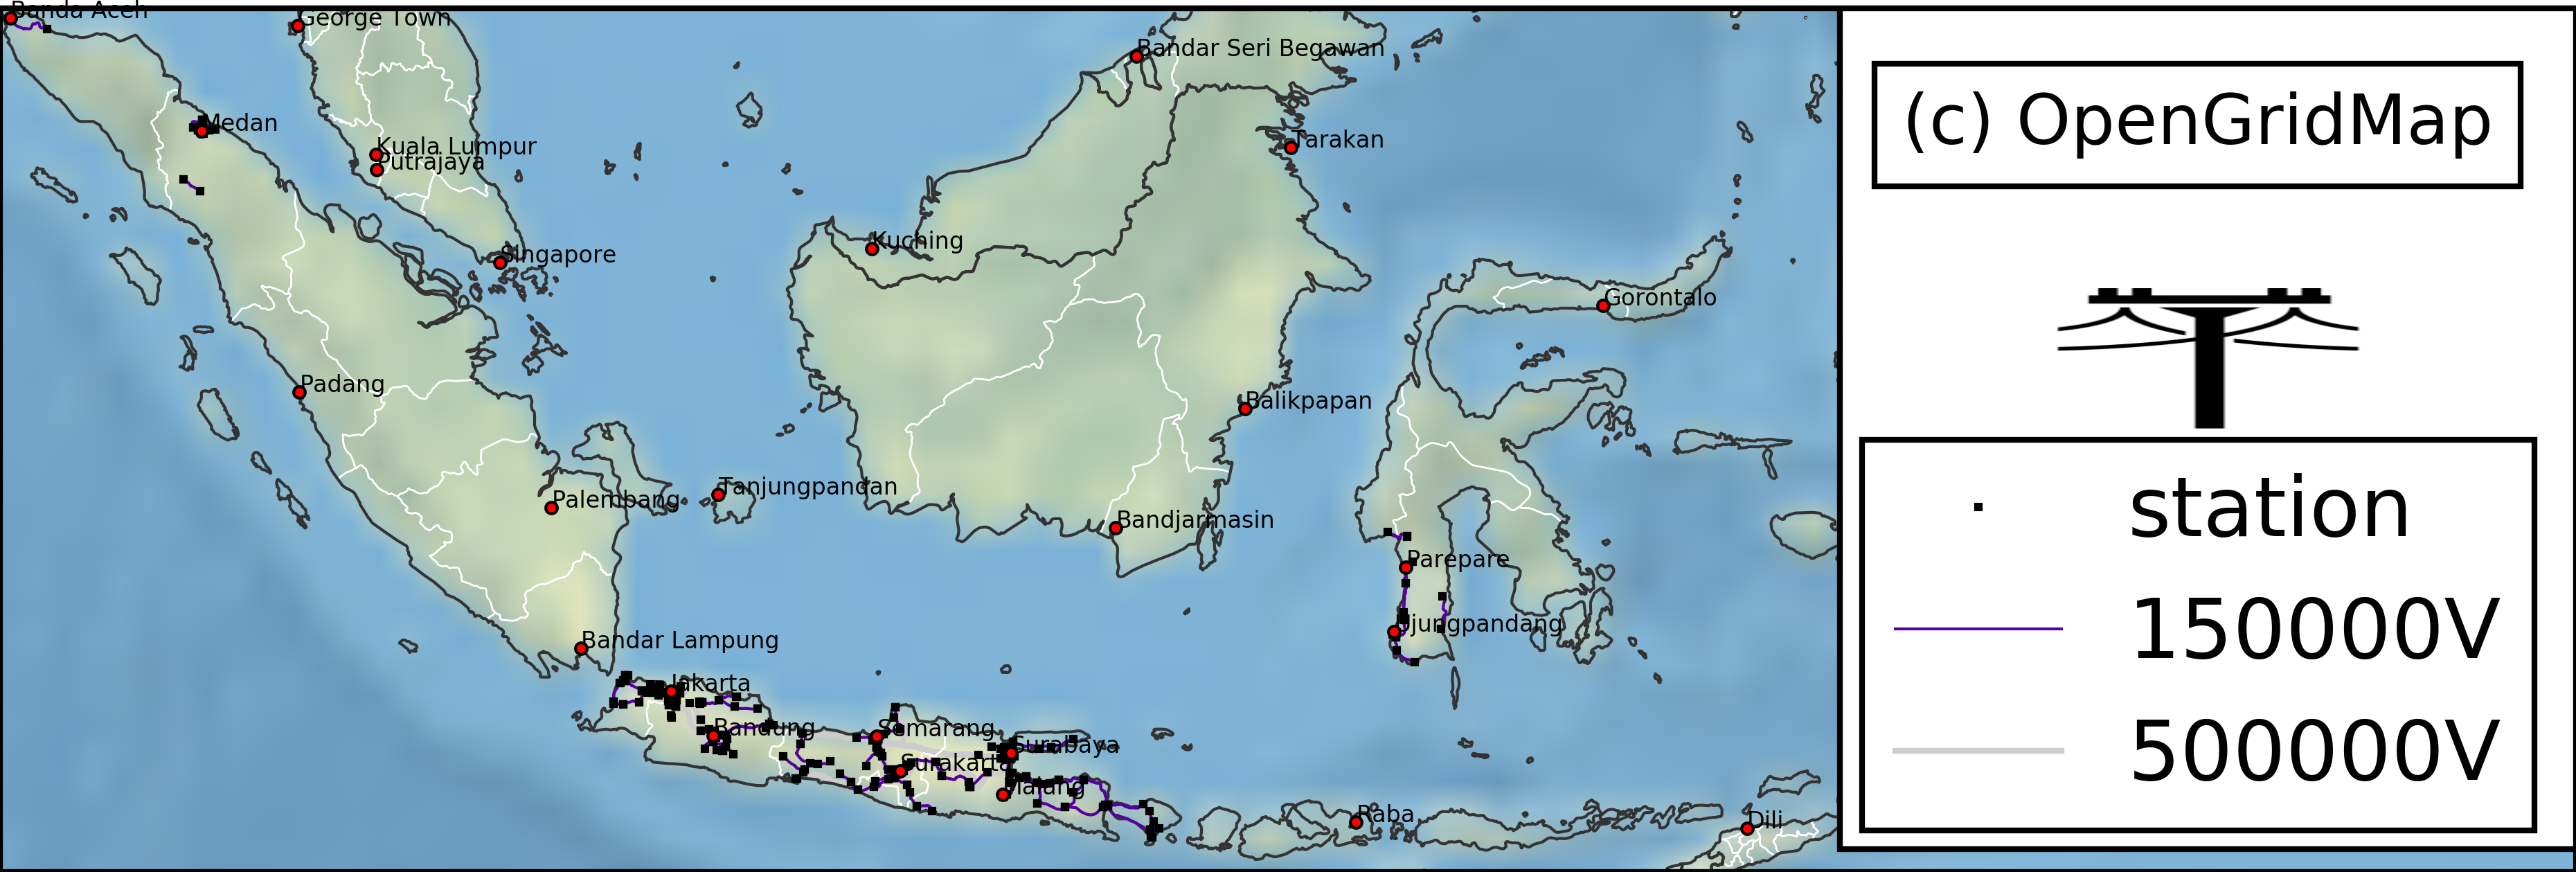 Banda Aceh
George Town
Bandar Seri Begawan
(c) OpenGridMap
Medan
Kuala Lumpur
Putrajaya
Tarakan
Kuching
Singapore
Gorontalo
Padang
Balikpapan
Palembang
Tanjungpandan
Bandjarmasin
station
Parepare
Ujungpandang
150000V
Bandar Lampung
Jakarta
Bandung
Semarang
Surabaya
500000V
Surakarta
Malang
Raba
Dili